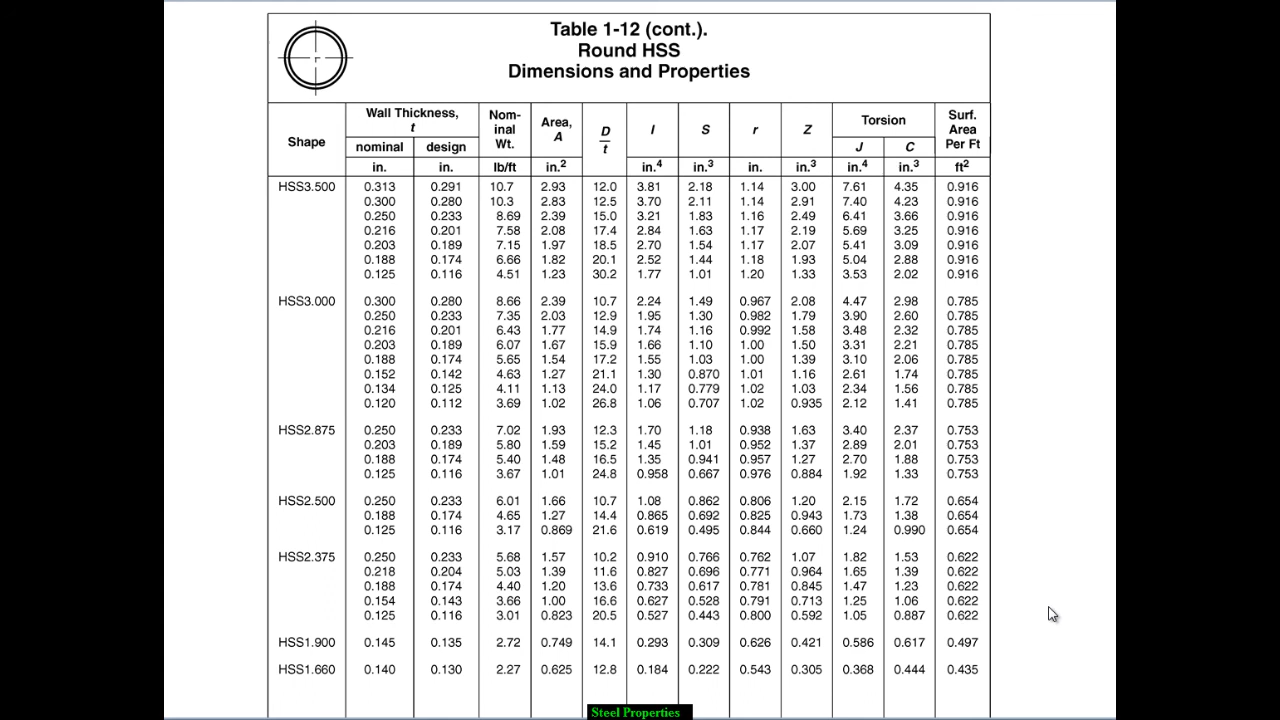 Table 1-12 (cont.).
Round HSS
Dimensions and Properties
Shape Wall Thickness, t Nom-inal Wt. Area, A D/t I S r Z Torsion Surf. Area Per Ft
nominal design J C
in. in. lb/ft in.2 in.4 in.3 in. in.3 in.4 in.3 ft2
HSS3.500 0.313 0.291 10.7 2.93 12.0 3.81 2.18 1.14 3.00 7.61 4.35 0.916
0.300 0.280 10.3 2.83 12.5 3.70 2.11 1.14 2.91 7.40 4.23 0.916
0.250 0.233 8.69 2.39 15.0 3.21 1.83 1.16 2.49 6.41 3.66 0.916
0.216 0.201 7.58 2.08 17.4 2.84 1.63 1.17 2.19 5.69 3.25 0.916
0.203 0.189 7.15 1.97 18.5 2.70 1.54 1.17 2.07 5.41 3.09 0.916
0.188 0.174 6.66 1.82 20.1 2.52 1.44 1.18 1.93 5.04 2.88 0.916
0.125 0.116 4.51 1.23 30.2 1.77 1.01 1.20 1.33 3.53 2.02 0.916
HSS3.000 0.300 0.280 8.66 2.39 10.7 2.24 1.49 0.967 2.08 4.47 2.98 0.785
0.250 0.233 7.35 2.03 12.9 1.95 1.30 0.982 1.79 3.90 2.60 0.785
0.216 0.201 6.43 1.77 14.9 1.74 1.16 0.992 1.58 3.48 2.32 0.785
0.203 0.189 6.07 1.67 15.9 1.66 1.10 1.00 1.50 3.31 2.21 0.785
0.188 0.174 5.65 1.54 17.2 1.55 1.03 1.00 1.39 3.10 2.06 0.785
0.152 0.142 4.63 1.27 21.1 1.30 0.870 1.01 1.16 2.61 1.74 0.785
0.134 0.125 4.11 1.13 24.0 1.17 0.779 1.02 1.03 2.34 1.56 0.785
0.120 0.112 3.69 1.02 26.8 1.06 0.707 1.02 0.935 2.12 1.41 0.785
HSS2.875 0.250 0.233 7.02 1.93 12.3 1.70 1.18 0.938 1.63 3.40 2.37 0.753
0.203 0.189 5.80 1.59 15.2 1.45 1.01 0.952 1.37 2.89 2.01 0.753
0.188 0.174 5.40 1.48 16.5 1.35 0.941 0.957 1.27 2.70 1.88 0.753
0.125 0.116 3.67 1.01 24.8 0.958 0.667 0.976 0.884 1.92 1.33 0.753
HSS2.500 0.250 0.233 6.01 1.66 10.7 1.08 0.862 0.806 1.20 2.15 1.72 0.654
0.188 0.174 4.65 1.27 14.4 0.865 0.692 0.825 0.943 1.73 1.38 0.654
0.125 0.116 3.17 0.869 21.6 0.619 0.495 0.844 0.660 1.24 0.990 0.654
HSS2.375 0.250 0.233 5.68 1.57 10.2 0.910 0.766 0.762 1.07 1.82 1.53 0.622
0.218 0.204 5.03 1.39 11.6 0.827 0.696 0.771 0.964 1.65 1.39 0.622
0.188 0.174 4.40 1.20 13.6 0.733 0.617 0.781 0.845 1.47 1.23 0.622
0.154 0.143 3.66 1.00 16.6 0.627 0.528 0.791 0.713 1.25 1.06 0.622
0.125 0.116 3.01 0.823 20.5 0.527 0.443 0.800 0.592 1.05 0.887 0.622
HSS1.900 0.145 0.135 2.72 0.749 14.1 0.293 0.309 0.626 0.421 0.586 0.617 0.497
HSS1.660 0.140 0.130 2.27 0.625 12.8 0.184 0.222 0.543 0.305 0.368 0.444 0.435
Steel Properties